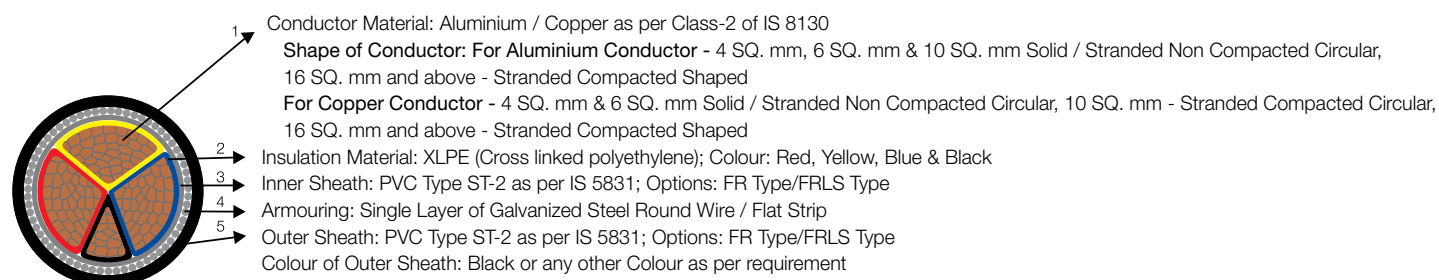 1 Conductor Material: Aluminium / Copper as per Class-2 of IS 8130
Shape of Conductor: For Aluminium Conductor - 4 SQ. mm, 6 SQ. mm & 10 SQ. mm Solid / Stranded Non Compacted Circular,
16 SQ. mm and above - Stranded Compacted Shaped
For Copper Conductor - 4 SQ. mm & 6 SQ. mm Solid / Stranded Non Compacted Circular, 10 SQ. mm - Stranded Compacted Circular,
16 SQ. mm and above - Stranded Compacted Shaped
2 Insulation Material: XLPE (Cross linked polyethylene); Colour: Red, Yellow, Blue & Black
3 Inner Sheath: PVC Type ST-2 as per IS 5831; Options: FR Type/FRLS Type
4 Armouring: Single Layer of Galvanized Steel Round Wire / Flat Strip
5 Outer Sheath: PVC Type ST-2 as per IS 5831; Options: FR Type/FRLS Type
Colour of Outer Sheath: Black or any other Colour as per requirement